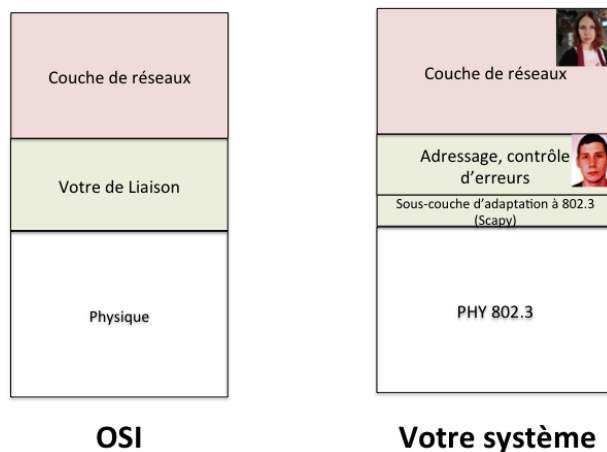 Couche de réseaux
Votre de Liaison
Physique
OSI
Couche de réseaux
Adressage, contrôle
d'erreurs
Sous-couche d'adaptation à 802.3
(Scapy)
PHY 802.3
Votre système